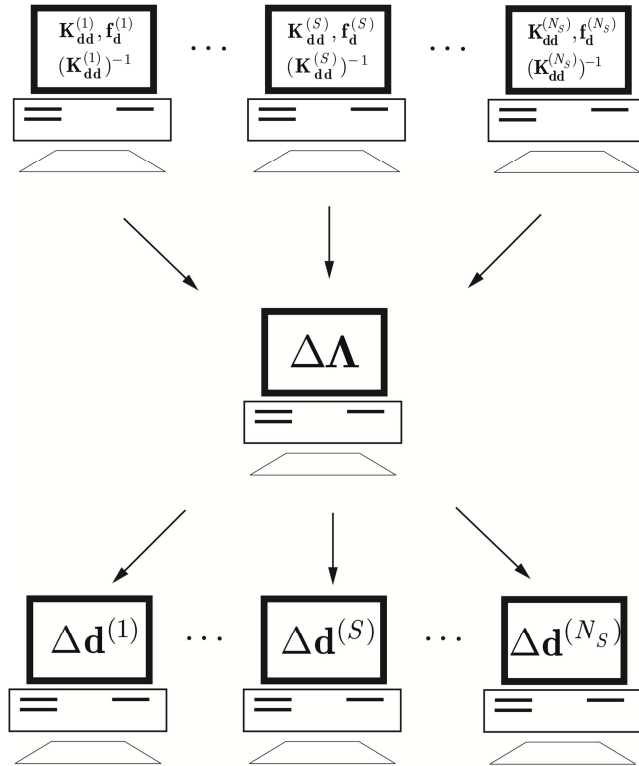 K_dd^(1), f_d^(1) ... K_dd^(S), f_d^(S) ... K_dd^(N_S), f_d^(N_S)
(K_dd^(1))^-1 (K_dd^(S))^-1 (K_dd^(N_S))^-1
ΔΛ
Δd^(1) ... Δd^(S) ... Δd^(N_S)